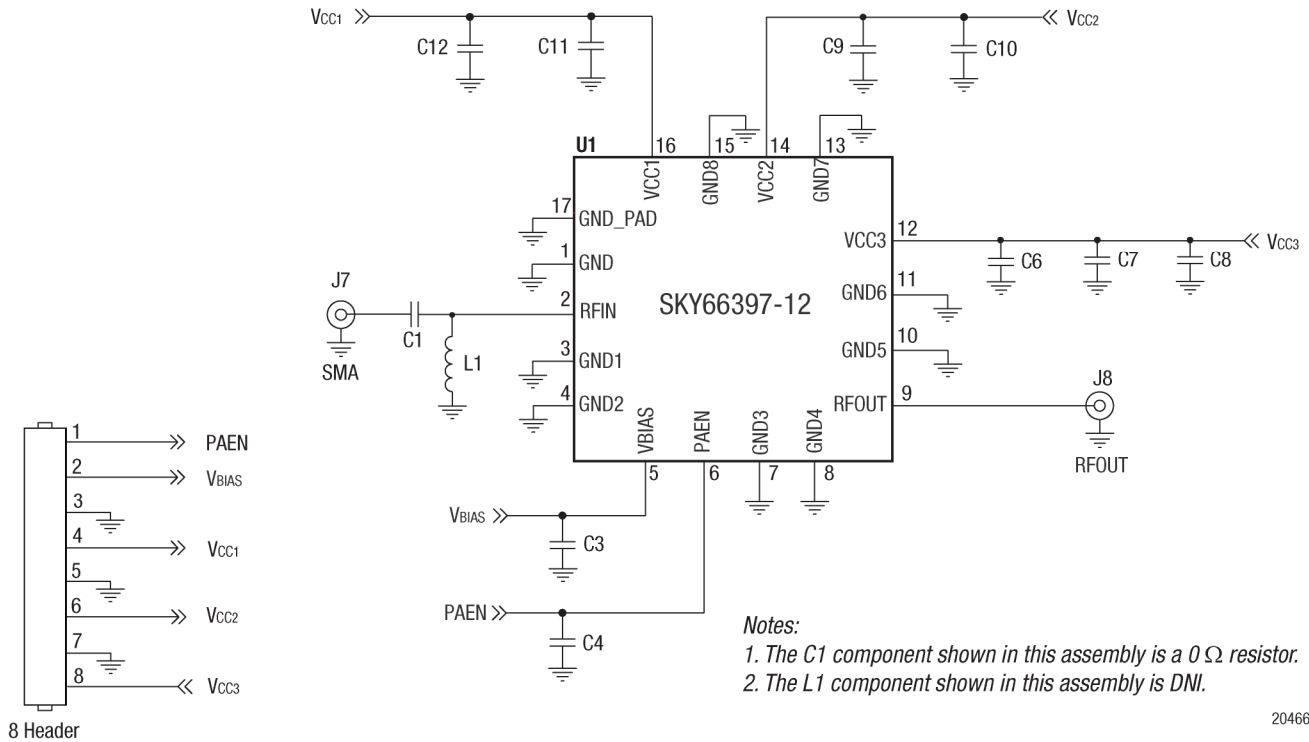 VCC1
VCC2
C12
C11
C9
C10
U1
16
15
14
13
VCC1
GND8
VCC2
GND7
17
GND_PAD
1
GND
2
RFIN
3
GND1
4
GND2
SKY66397-12
VCC3
12
GND6
11
GND5
10
RFOUT
9
C6
C7
C8
VCC3
J7
SMA
C1
L1
J8
RFOUT
VBIAS
PAEN
GND3
GND4
5
6
7
8
VBIAS
C3
PAEN
C4
1
PAEN
2
VBIAS
3
4
VCC1
5
6
VCC2
7
8
VCC3
8 Header
Notes:
1. The C1 component shown in this assembly is a 0 Ω resistor.
2. The L1 component shown in this assembly is DNI.
20466